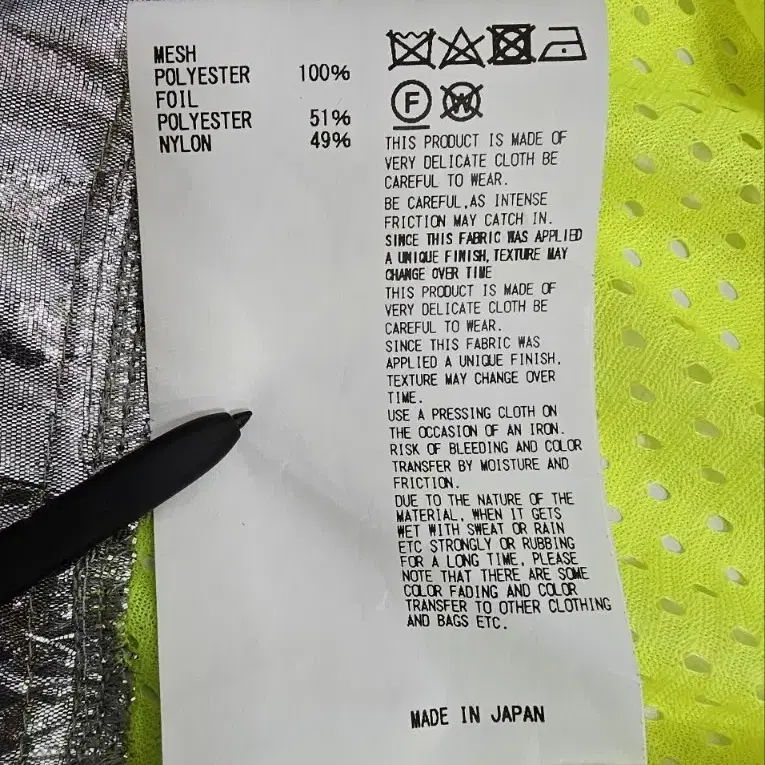 MESH
POLYESTER 100%
FOIL
POLYESTER 51%
NYLON 49%
F
W
THIS PRODUCT IS MADE OF
VERY DELICATE CLOTH BE
CAREFUL TO WEAR.
BE CAREFUL,AS INTENSE
FRICTION MAY CATCH IN.
SINCE THIS FABRIC WAS APPLIED
A UNIQUE FINISH, TEXTURE MAY
CHANGE OVER TIME
THIS PRODUCT IS MADE OF
VERY DELICATE CLOTH BE
CAREFUL TO WEAR.
SINCE THIS FABRIC WAS
APPLIED A UNIQUE FINISH,
TEXTURE MAY CHANGE OVER
TIME.
USE A PRESSING CLOTH ON
THE OCCASION OF AN IRON.
RISK OF BLEEDING AND COLOR
TRANSFER BY MOISTURE AND
FRICTION.
DUE TO THE NATURE OF THE
MATERIAL, WHEN IT GETS
WET WITH SWEAT OR RAIN
ETC STRONGLY OR RUBBING
FOR A LONG TIME, PLEASE
NOTE THAT THERE ARE SOME
COLOR FADING AND COLOR
TRANSFER TO OTHER CLOTHING
AND BAGS ETC.
MADE IN JAPAN